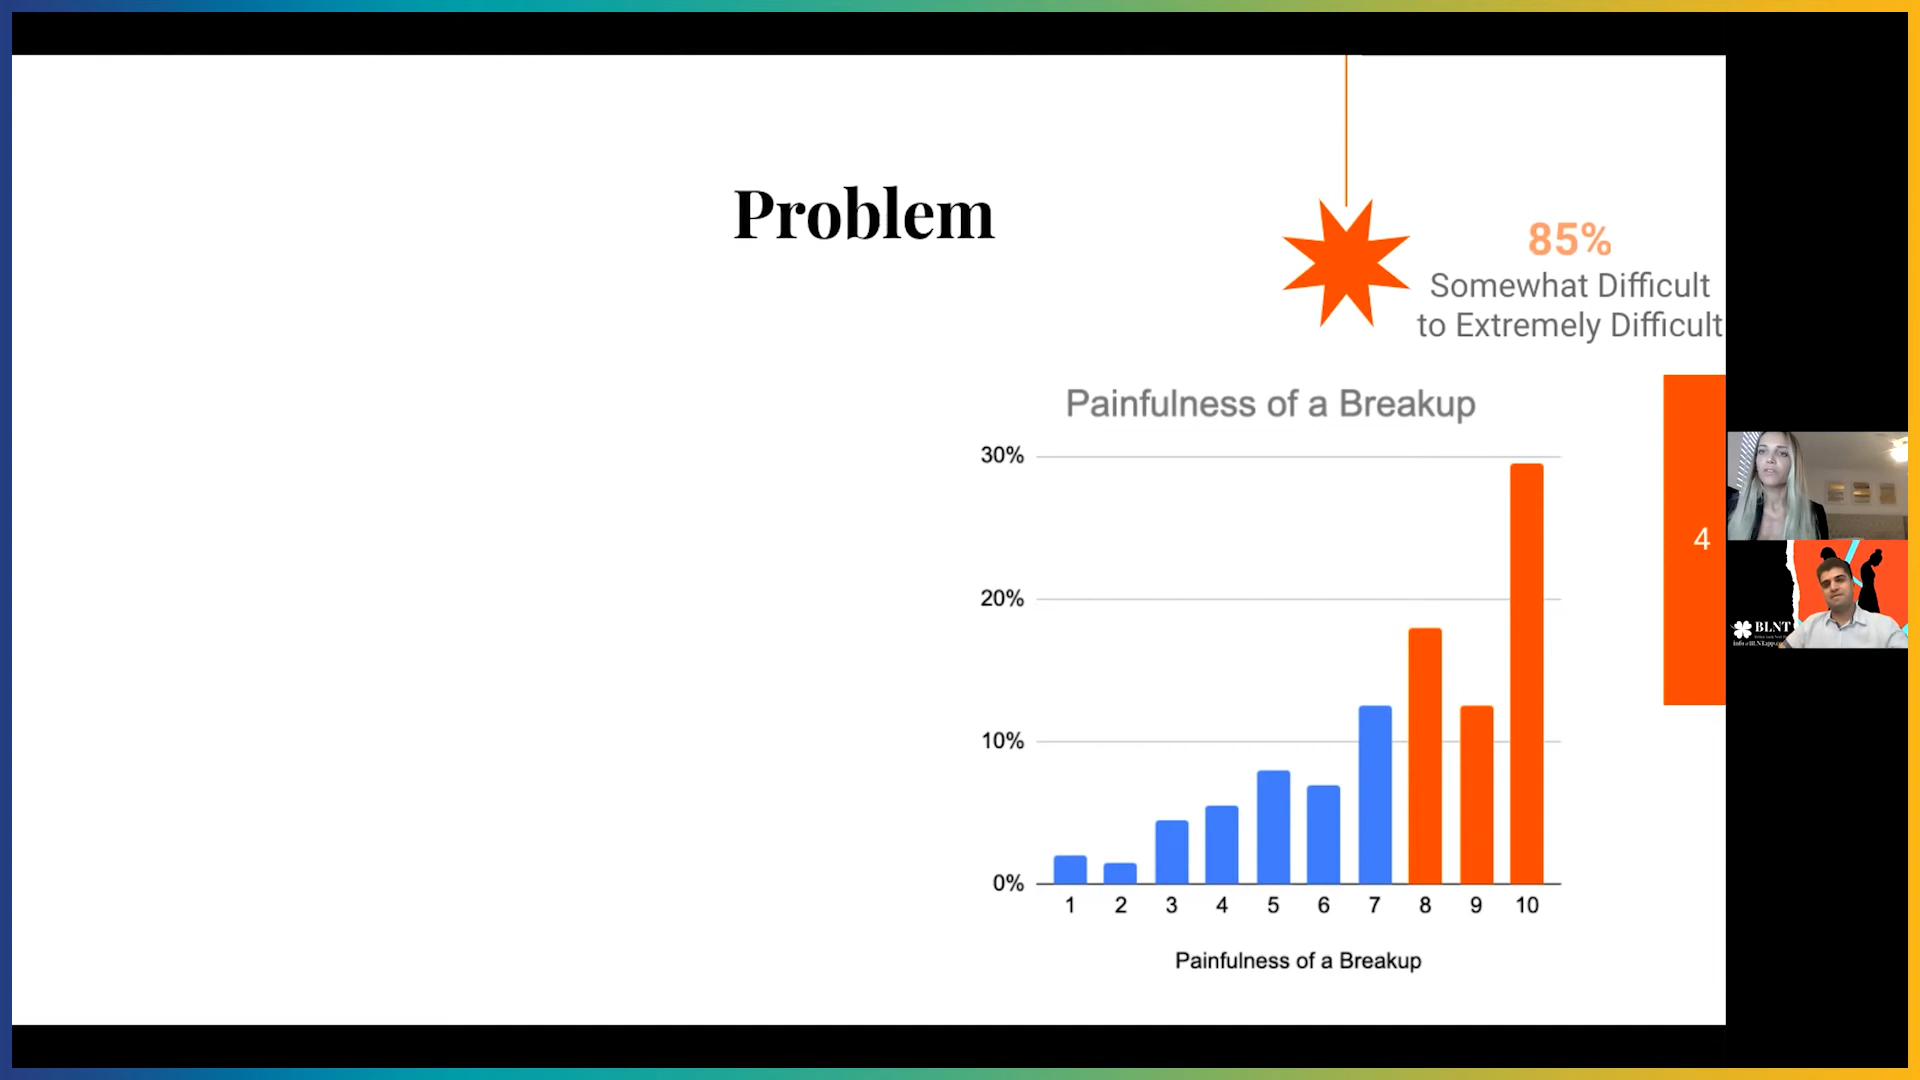 Problem
85%
Somewhat Difficult
to Extremely Difficult
Painfulness of a Breakup
30%
20%
10%
0%
1 2 3 4 5 6 7 8 9 10
Painfulness of a Breakup
4
BLNT